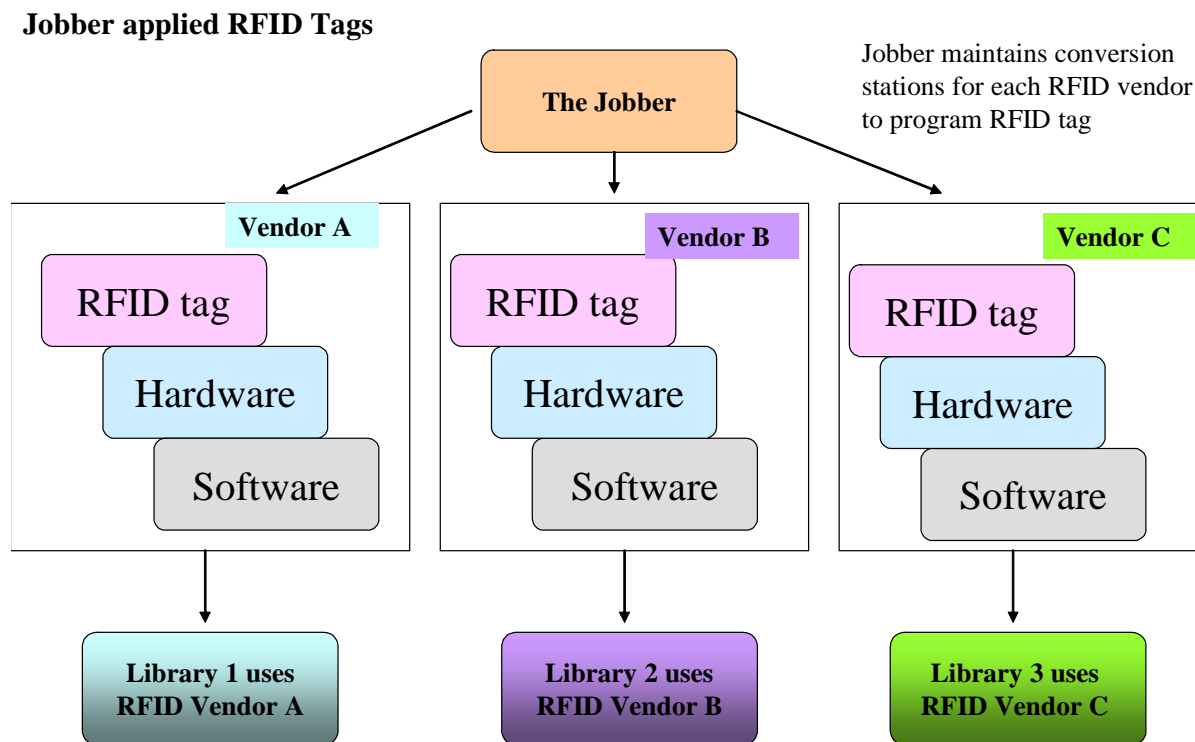 Jobber applied RFID Tags
The Jobber
Jobber maintains conversion
stations for each RFID vendor
to program RFID tag
Vendor A
RFID tag
Hardware
Software
Vendor B
RFID tag
Hardware
Software
Vendor C
RFID tag
Hardware
Software
Library 1 uses
RFID Vendor A
Library 2 uses
RFID Vendor B
Library 3 uses
RFID Vendor C